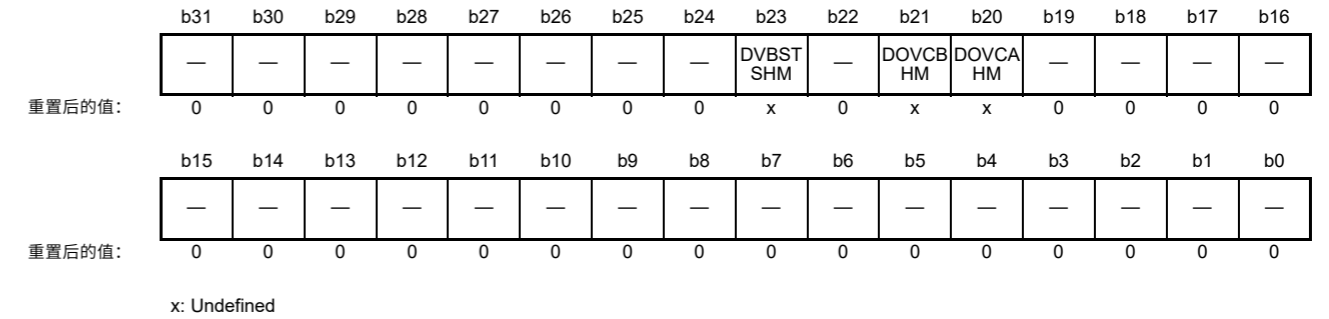 b31 b30 b29 b28 b27 b26 b25 b24 b23 b22 b21 b20 b19 b18 b17 b16
— — — — — — — — DVBST SHM — DOVCB HM DOVCA HM — — — —
重置后的值： 0 0 0 0 0 0 0 0 x 0 x x 0 0 0 0
b15 b14 b13 b12 b11 b10 b9 b8 b7 b6 b5 b4 b3 b2 b1 b0
— — — — — — — — — — — — — — — —
重置后的值： 0 0 0 0 0 0 0 0 0 0 0 0 0 0 0 0
x: Undefined